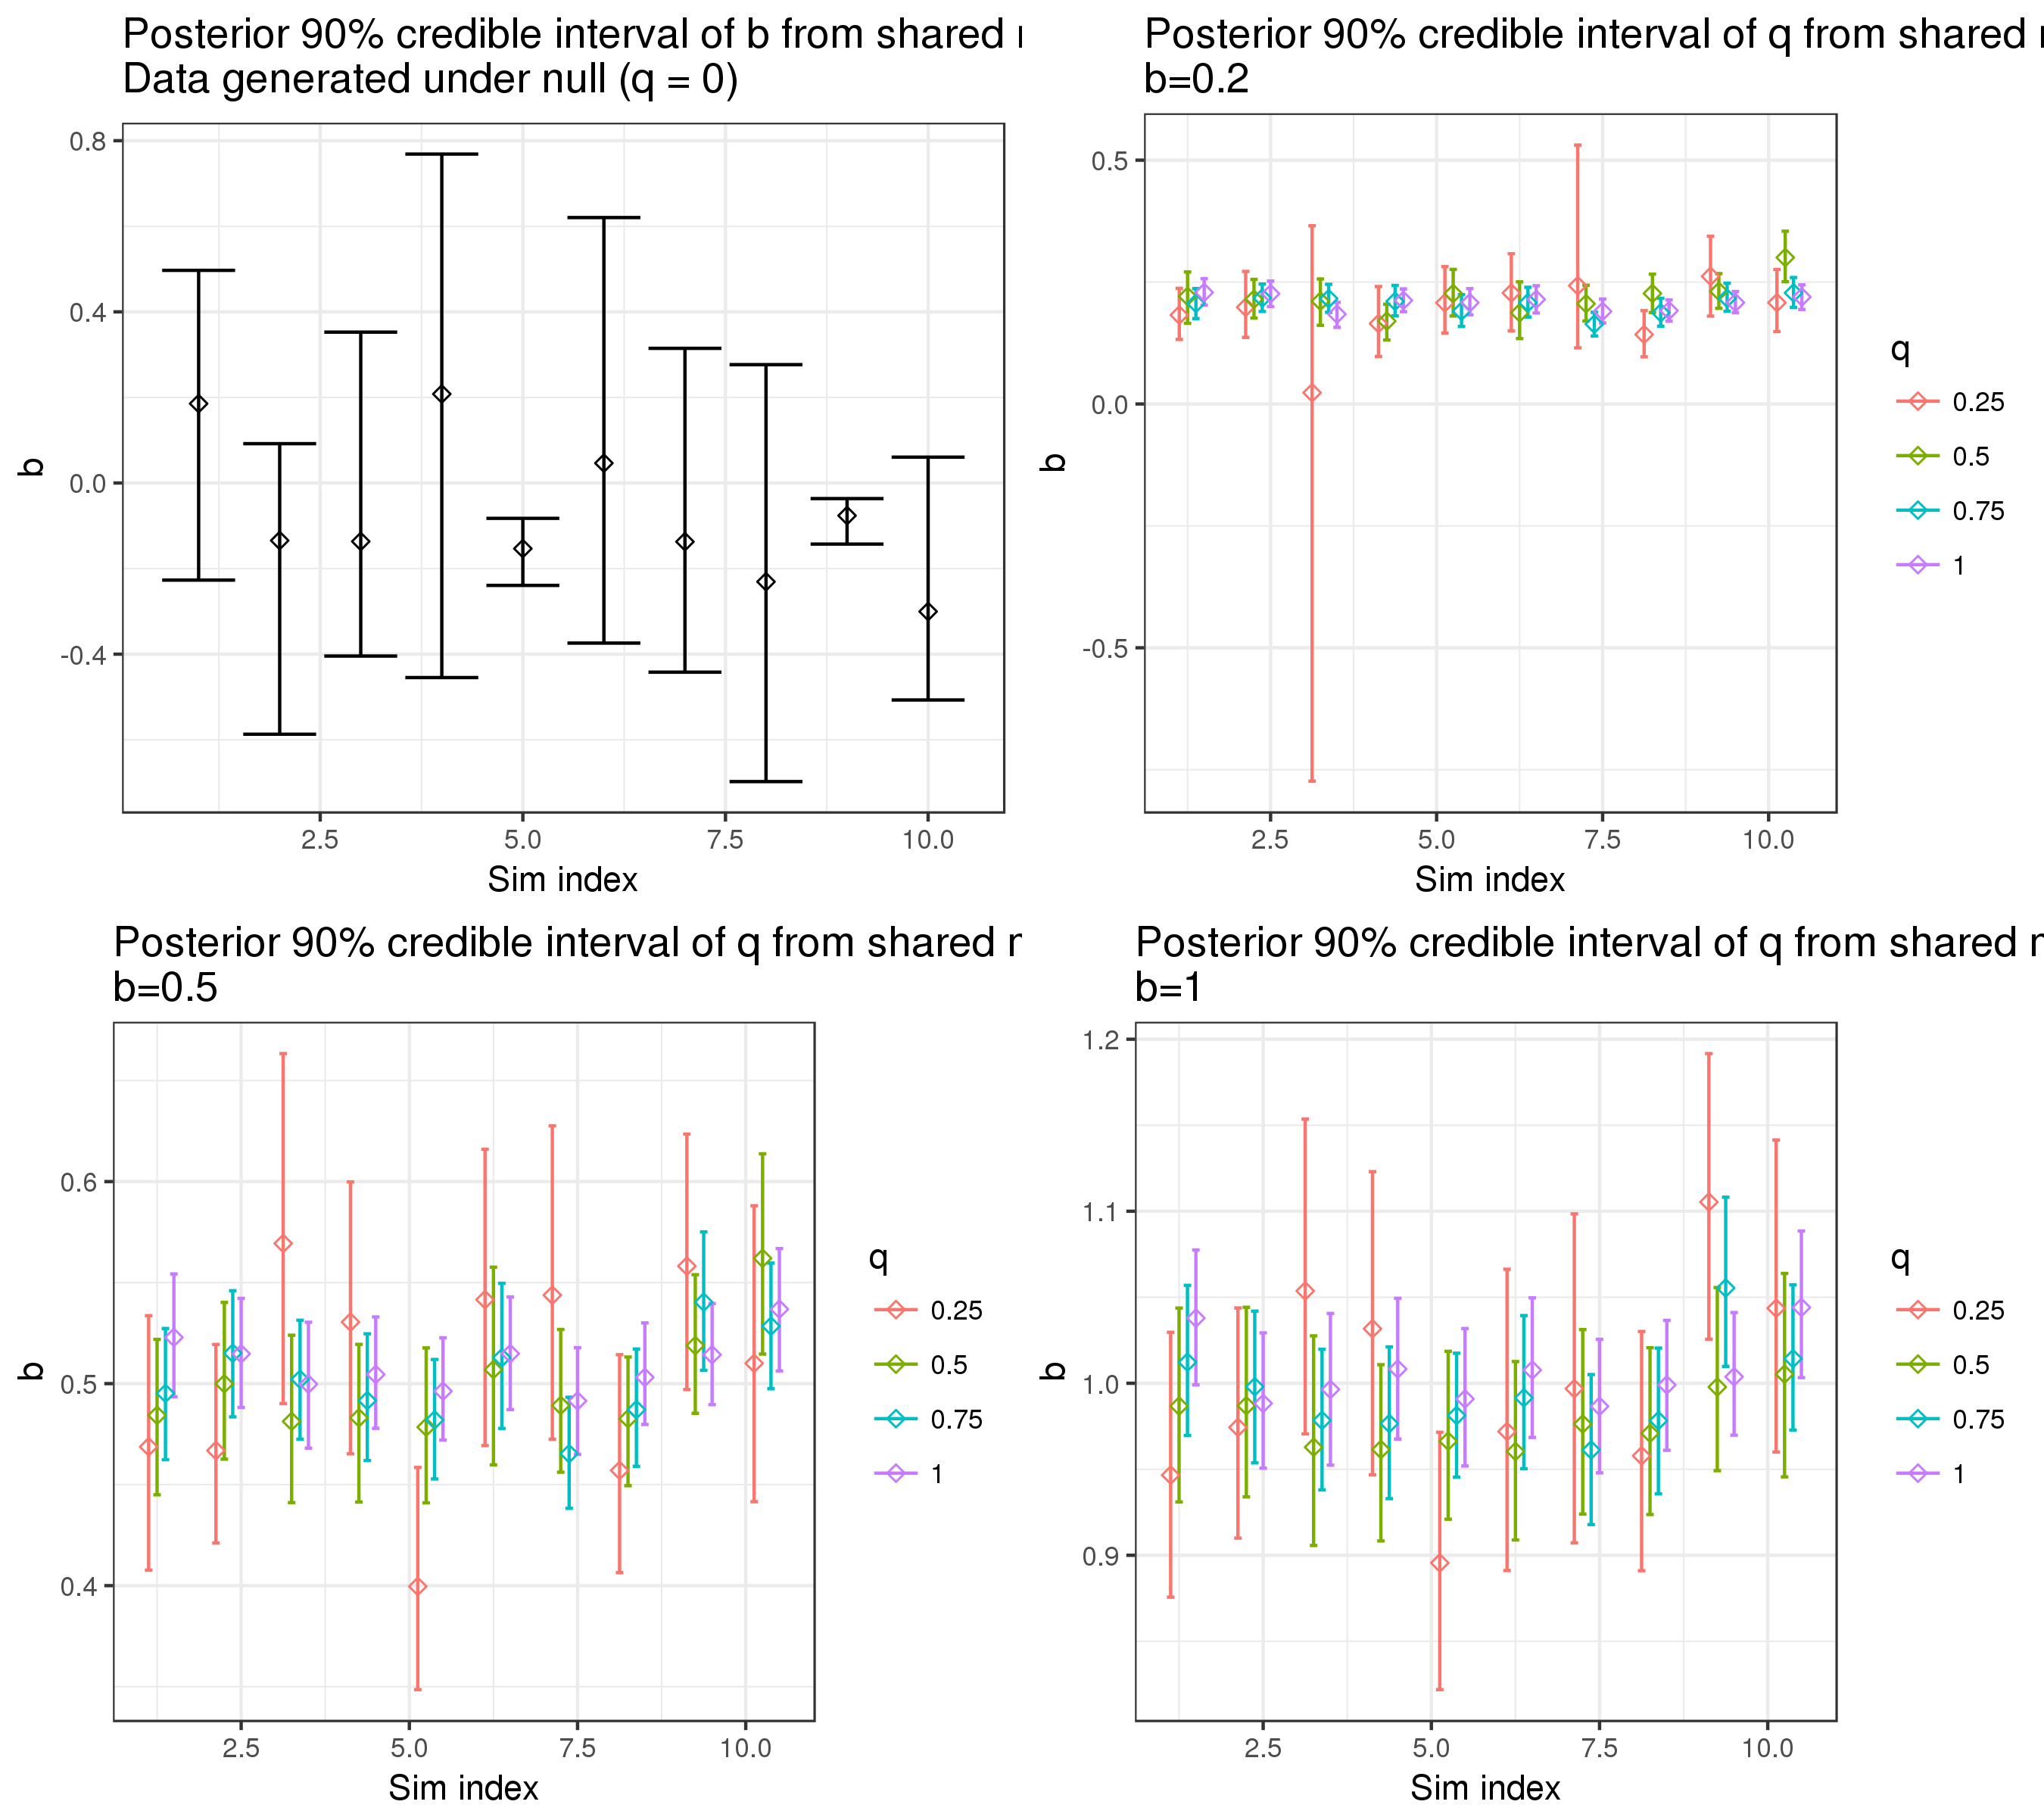 Posterior 90% credible interval of b from shared
Data generated under null (q = 0)
0.8
0.4
0.0
-0.4
b
2.5
5.0
7.5
10.0
Sim index
Posterior 90% credible interval of q from shared
b=0.2
0.5
0.0
-0.5
b
2.5
5.0
7.5
10.0
Sim index
q
0.25
0.5
0.75
1
Posterior 90% credible interval of q from shared
b=0.5
0.6
0.5
0.4
b
2.5
5.0
7.5
10.0
Sim index
q
0.25
0.5
0.75
1
Posterior 90% credible interval of q from shared
b=1
1.2
1.1
1.0
0.9
b
2.5
5.0
7.5
10.0
Sim index
q
0.25
0.5
0.75
1